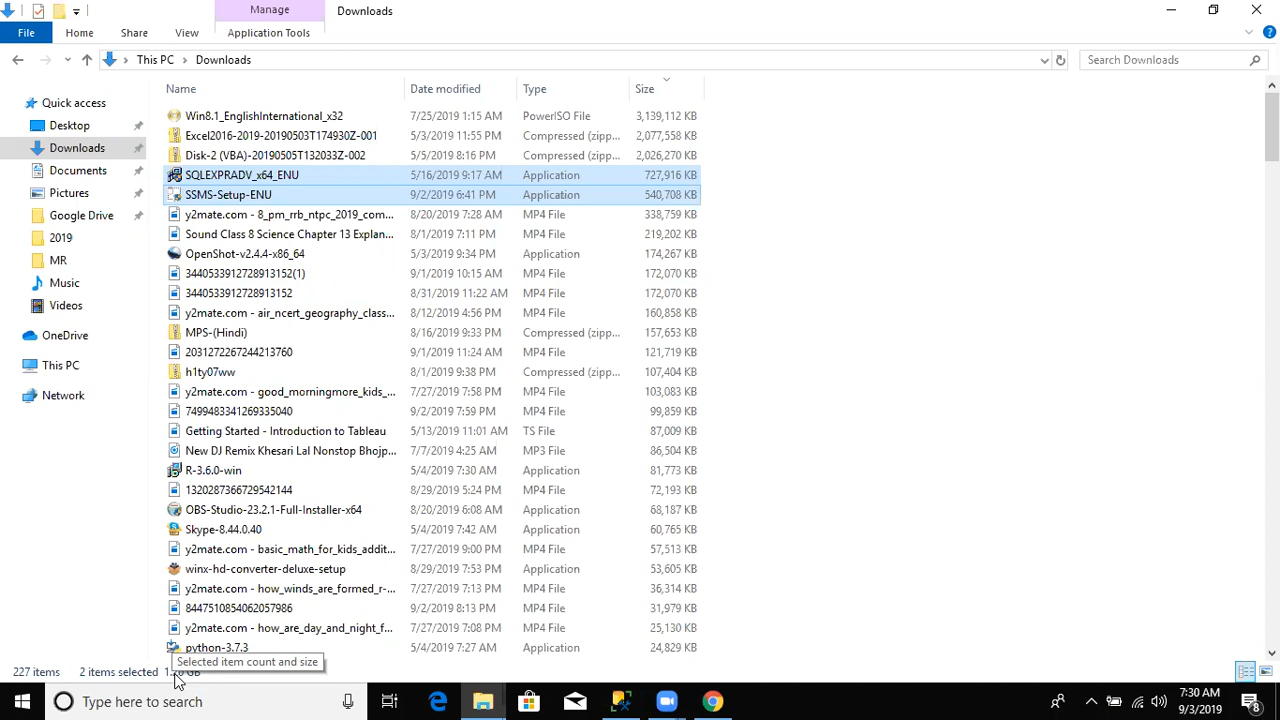 Manage
Downloads
File
Home
Share
View
Application Tools
This PC
Downloads
Search Downloads
Name
Date modified
Type
Size
Quick access
Desktop
Downloads
Documents
Pictures
Google Drive
2019
MR
Music
Videos
OneDrive
This PC
Network
Win8.1_EnglishInternational_x32 7/25/2019 1:15 AM PowerISO File 3,139,112 KB
Excel2016-2019-20190503T174930Z-001 5/3/2019 11:55 PM Compressed (zipp... 2,077,558 KB
Disk-2 (VBA)-20190505T132033Z-002 5/5/2019 8:16 PM Compressed (zipp... 2,026,270 KB
SQLEXPRADV_x64_ENU 5/16/2019 9:17 AM Application 727,916 KB
SSMS-Setup-ENU 9/2/2019 6:41 PM Application 540,708 KB
y2mate.com - 8_pm_rrb_ntpc_2019_com... 8/20/2019 7:28 AM MP4 File 338,759 KB
Sound Class 8 Science Chapter 13 Explan... 8/1/2019 7:11 PM MP4 File 219,202 KB
OpenShot-v2.4.4-x86_64 5/3/2019 9:34 PM Application 174,267 KB
3440533912728913152(1) 9/1/2019 10:15 AM MP4 File 172,070 KB
3440533912728913152 8/31/2019 11:22 AM MP4 File 172,070 KB
y2mate.com - air_ncert_geography_class... 8/12/2019 4:56 PM MP4 File 160,858 KB
MPS-(Hindi) 8/16/2019 9:33 PM Compressed (zipp... 157,653 KB
2031272267244213760 9/1/2019 11:24 AM MP4 File 121,719 KB
h1ty07ww 8/1/2019 9:38 PM Compressed (zipp... 107,404 KB
y2mate.com - good_morningmore_kids_... 7/27/2019 7:58 PM MP4 File 103,083 KB
7499483341269335040 9/2/2019 7:59 PM MP4 File 99,859 KB
Getting Started - Introduction to Tableau 5/13/2019 11:01 AM TS File 87,009 KB
New DJ Remix Khesari Lal Nonstop Bhojp... 7/7/2019 4:25 AM MP3 File 86,504 KB
R-3.6.0-win 5/4/2019 7:30 AM Application 81,773 KB
1320287366729542144 8/29/2019 5:24 PM MP4 File 72,193 KB
OBS-Studio-23.2.1-Full-Installer-x64 8/20/2019 6:08 AM Application 68,187 KB
Skype-8.44.0.40 5/4/2019 7:42 AM Application 60,765 KB
y2mate.com - basic_math_for_kids_addit... 7/27/2019 9:00 PM MP4 File 57,513 KB
winx-hd-converter-deluxe-setup 8/29/2019 7:53 PM Application 53,605 KB
y2mate.com - how_winds_are_formed_r-... 7/27/2019 7:13 PM MP4 File 36,314 KB
8447510854062057986 9/2/2019 8:13 PM MP4 File 31,979 KB
y2mate.com - how_are_day_and_night_f... 7/27/2019 7:08 PM MP4 File 25,130 KB
python-3.7.3 5/4/2019 7:27 AM Application 24,829 KB
Selected item count and size
227 items
2 items selected
Type here to search
7:30 AM
9/3/2019
8